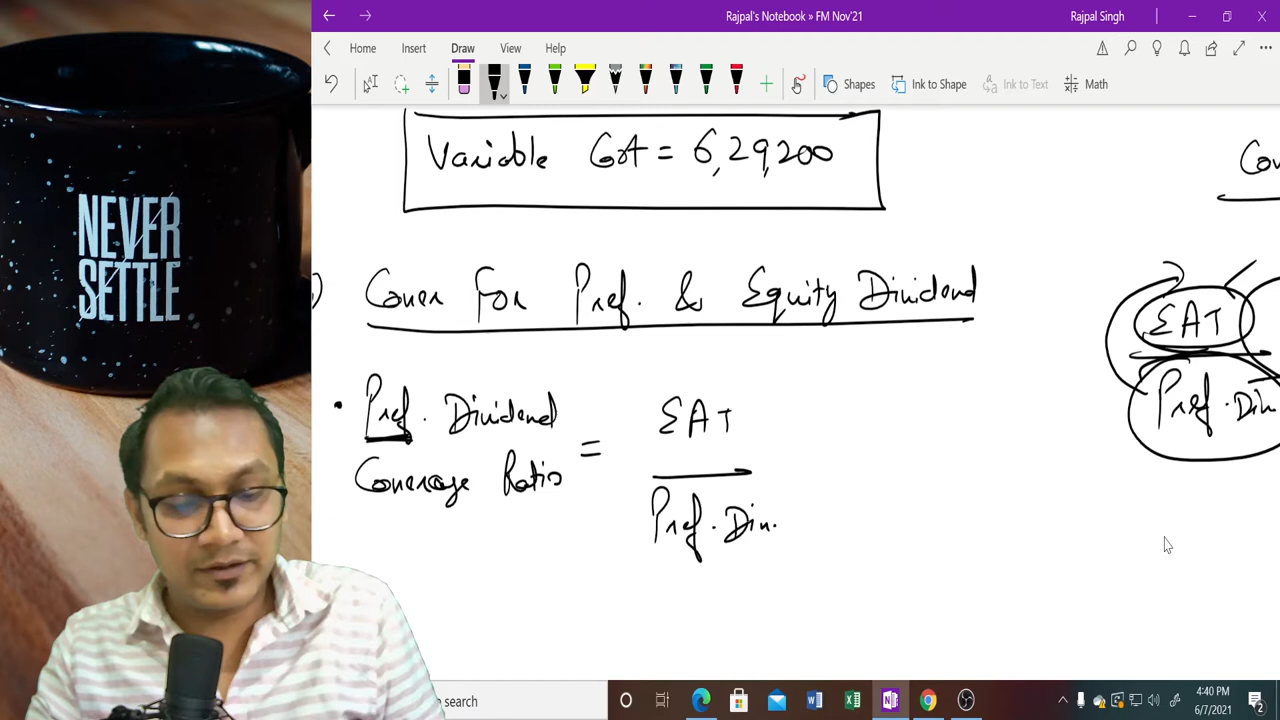 Rajpal's Notebook » FM Nov'21
Rajpal Singh
Home Insert Draw View Help
Shapes Ink to Shape Ink to Text Math
Variable = 6,29,200
Cover For Pref. & Equity Dividend
• Pref. Dividend
Coverage Ratio = EAT
Pref. Div.
EAT
Pref. Div
NEVER
SETTLE
search
4:40 PM
6/7/2021
2